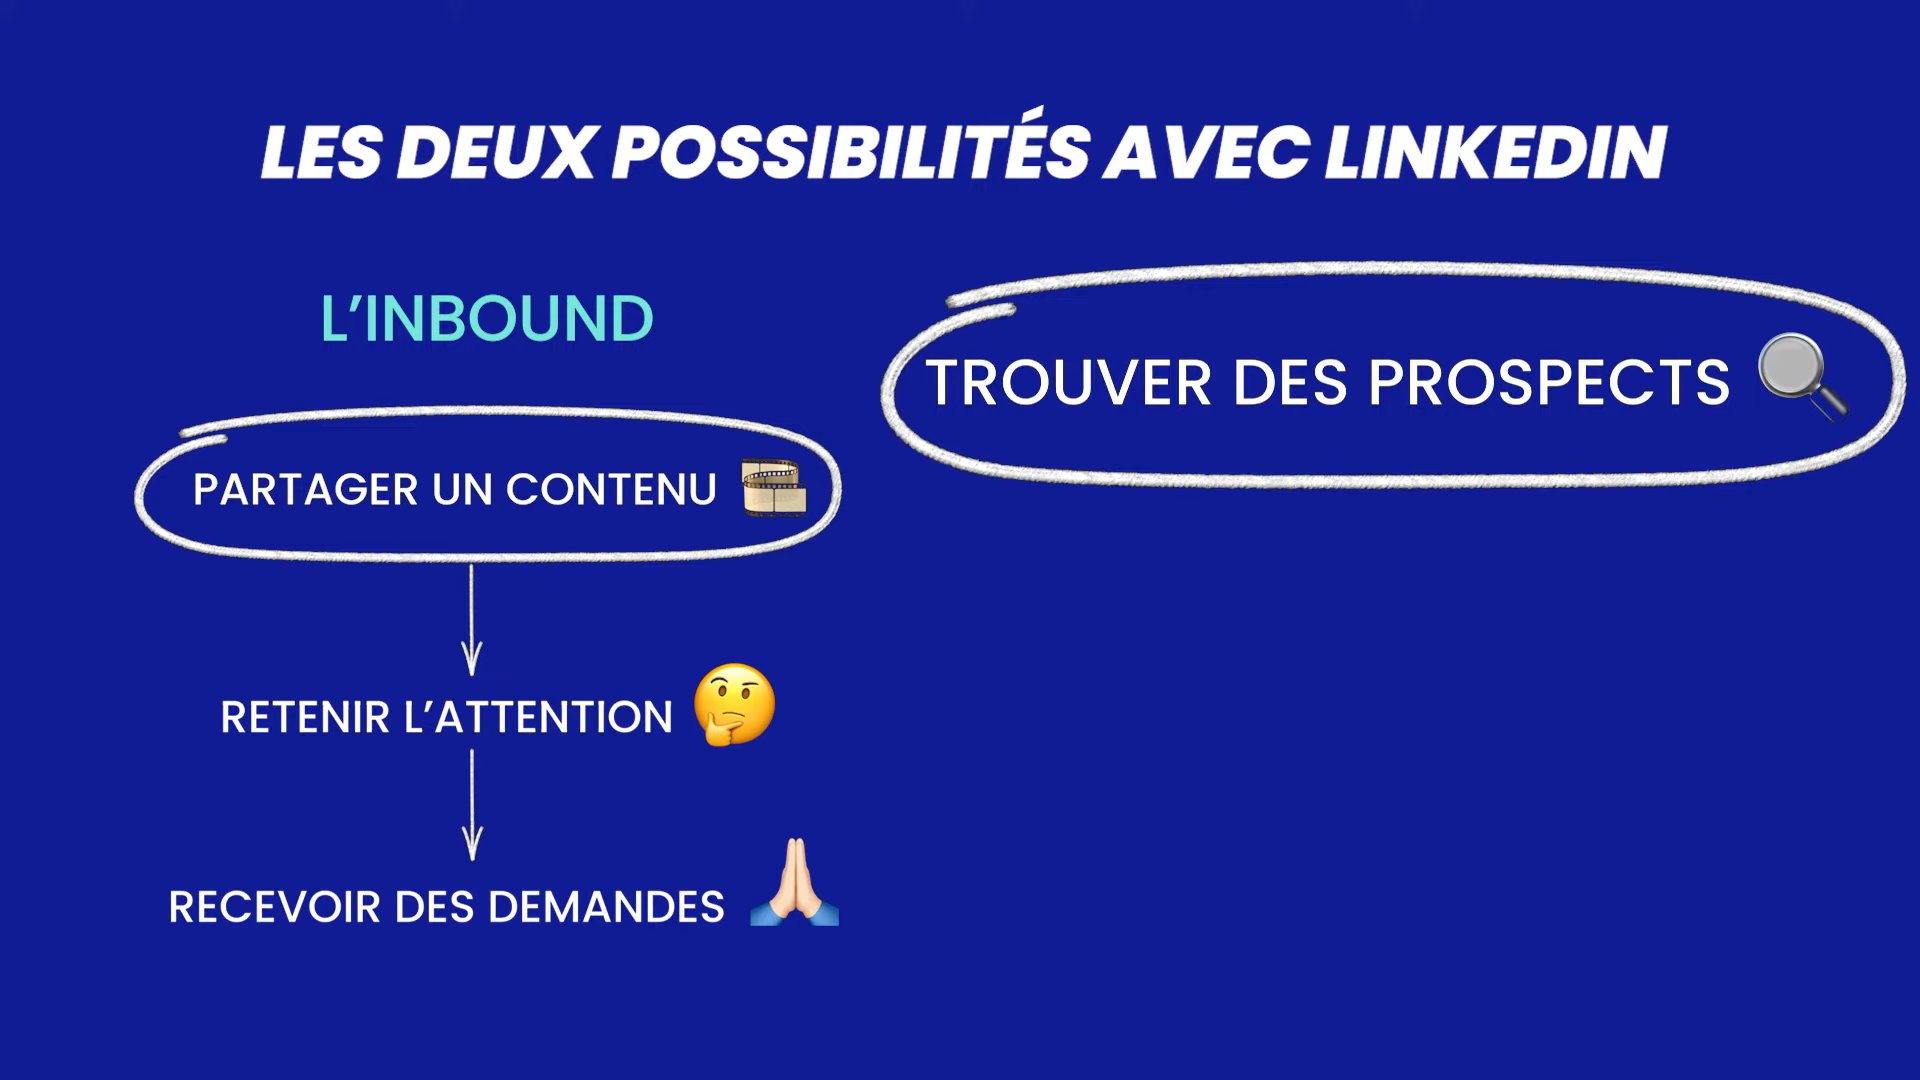 LES DEUX POSSIBILITÉS AVEC LINKEDIN
L’INBOUND
PARTAGER UN CONTENU
RETENIR L’ATTENTION
RECEVOIR DES DEMANDES
TROUVER DES PROSPECTS